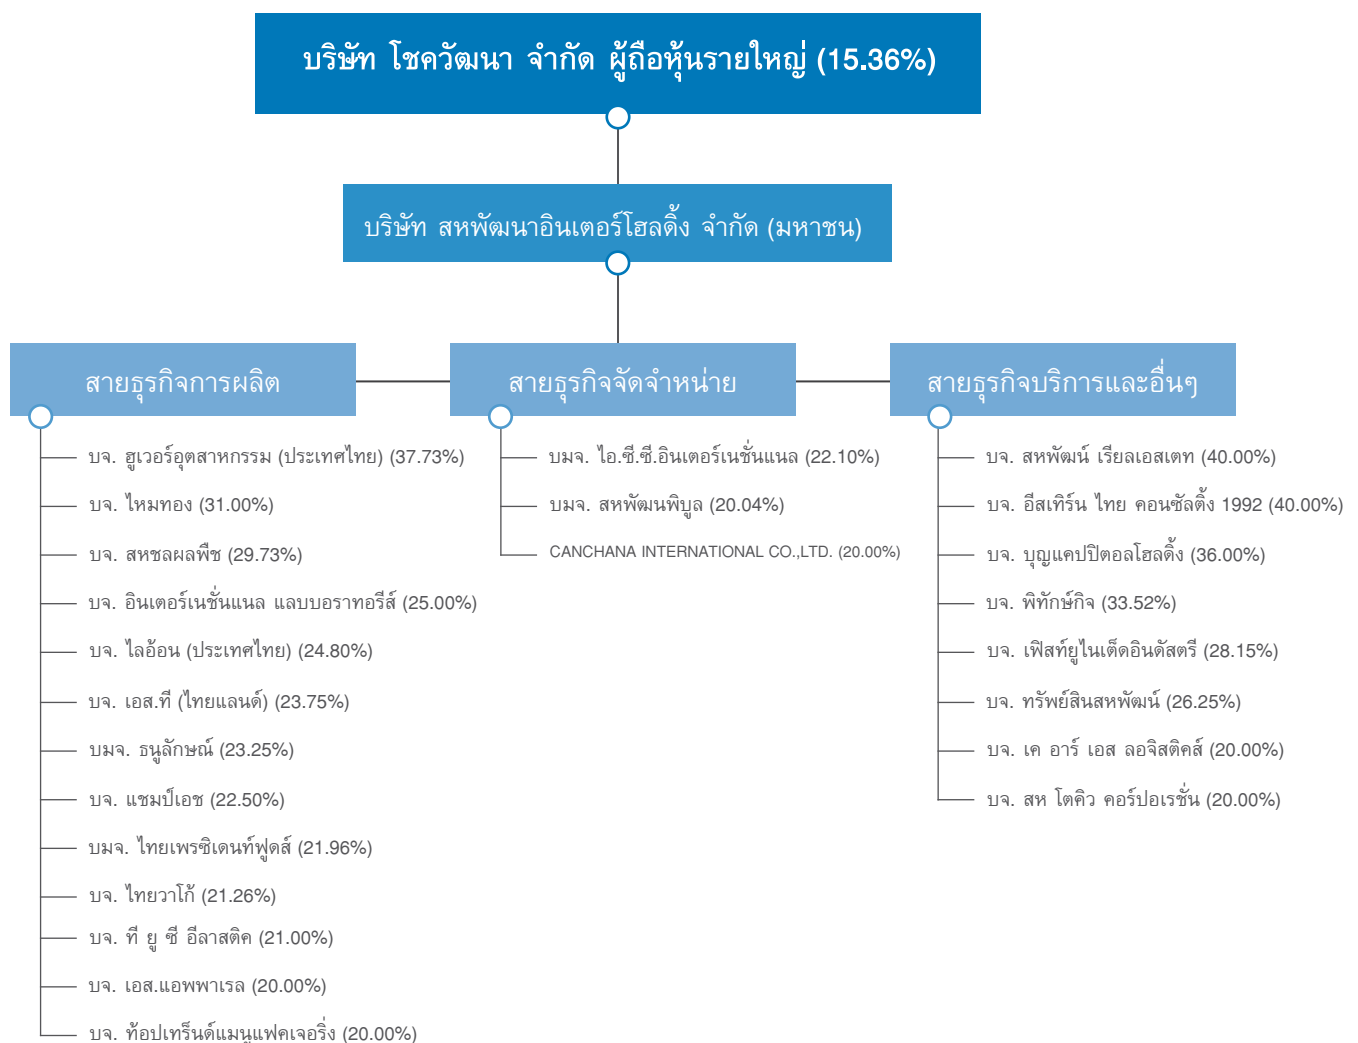 บริษัท โชควัฒนา จำกัด ผู้ถือหุ้นรายใหญ่ (15.36%)
บริษัท สหพัฒนาอินเตอร์โฮลดิ้ง จำกัด (มหาชน)
สายธุรกิจการผลิต
บจ. ฮูเวอร์อุตสาหกรรม (ประเทศไทย) (37.73%)
บจ. ไหมทอง (31.00%)
บจ. สหชลผลพืช (29.73%)
บจ. อินเตอร์เนชั่นแนล แลบบอราทอรีส์ (25.00%)
บจ. ไลอ้อน (ประเทศไทย) (24.80%)
บจ. เอส.ที (ไทยแลนด์) (23.75%)
บมจ. ธนูลักษณ์ (23.25%)
บจ. แชมป์เอช (22.50%)
บมจ. ไทยเพรซิเดนท์ฟูดส์ (21.96%)
บจ. ไทยวาโก้ (21.26%)
บจ. ที ยู ซี อีลาสติค (21.00%)
บจ. เอส.แอพพาเรล (20.00%)
บจ. ท้อปเทร็นด์แมนูแฟคเจอริ่ง (20.00%)
สายธุรกิจจัดจำหน่าย
บมจ. ไอ.ซี.ซี.อินเตอร์เนชั่นแนล (22.10%)
บมจ. สหพัฒนพิบูล (20.04%)
CANCHANA INTERNATIONAL CO.,LTD. (20.00%)
สายธุรกิจบริการและอื่นๆ
บจ. สหพัฒน์ เรียลเอสเตท (40.00%)
บจ. อีสเทิร์น ไทย คอนซัลติ้ง 1992 (40.00%)
บจ. บุญแคปปิตอลโฮลดิ้ง (36.00%)
บจ. พิทักษ์กิจ (33.52%)
บจ. เฟิสท์ยูไนเต็ดอินดัสตรี (28.15%)
บจ. ทรัพย์สินสหพัฒน์ (26.25%)
บจ. เค อาร์ เอส ลอจิสติคส์ (20.00%)
บจ. สห โตคิว คอร์ปอเรชั่น (20.00%)